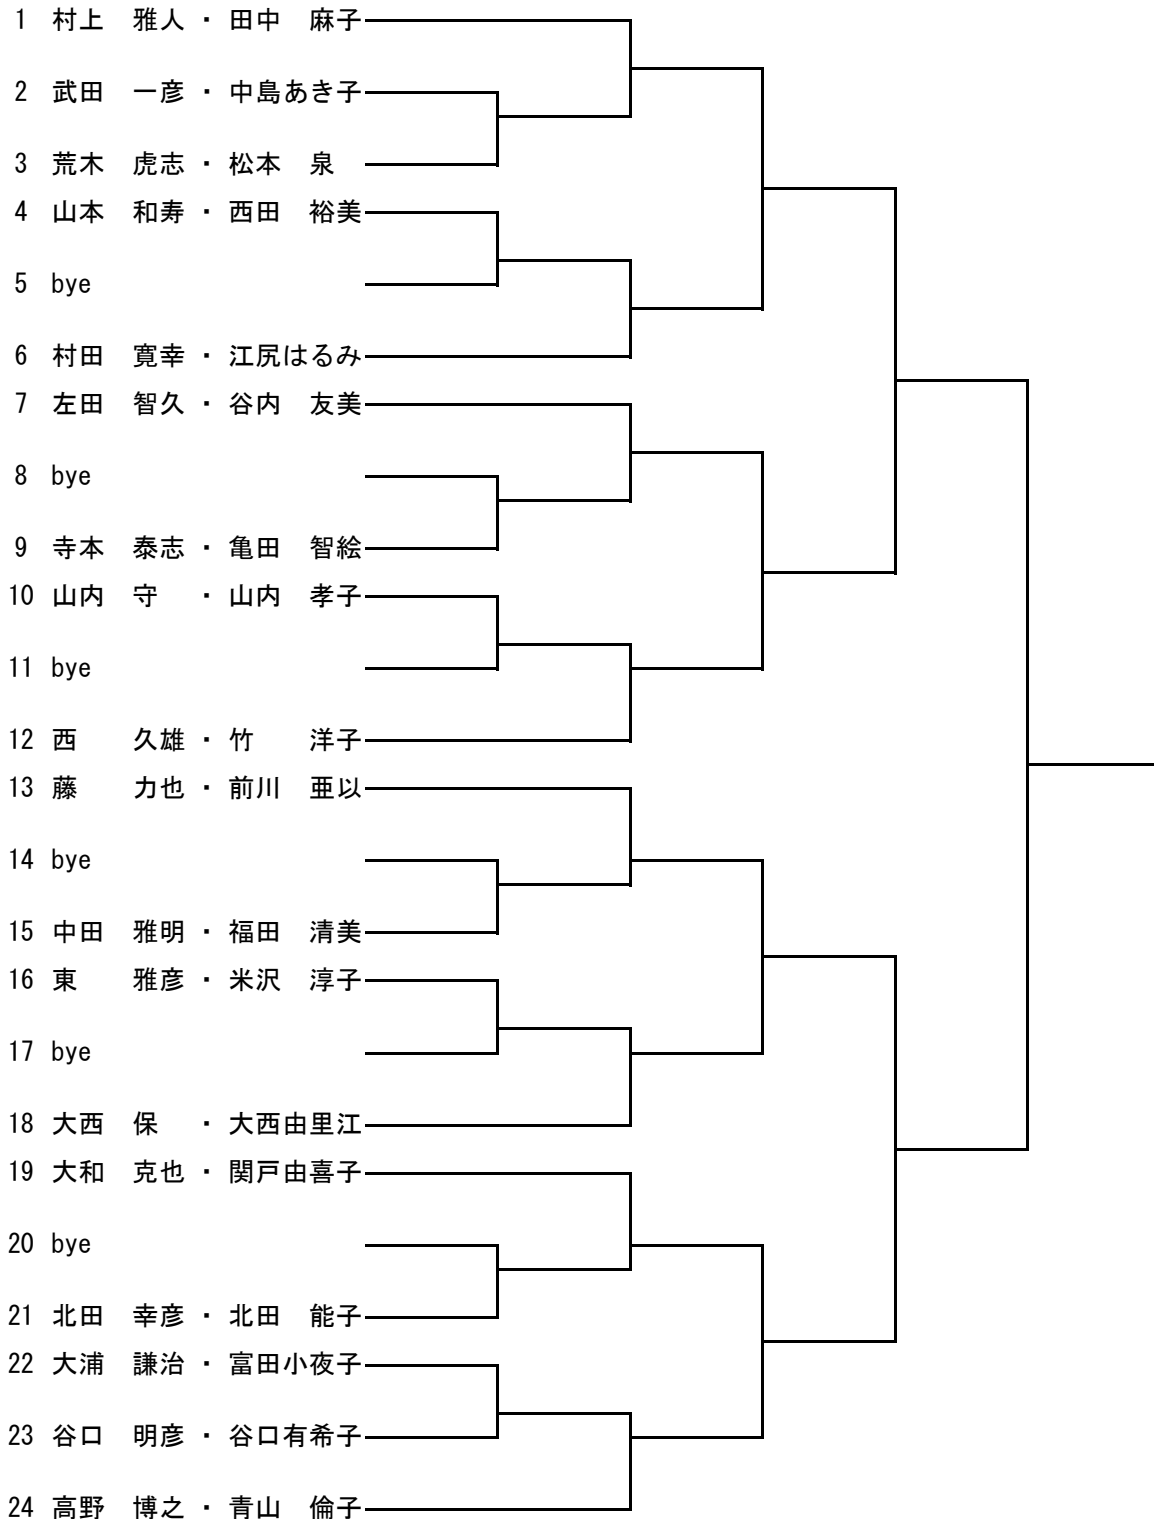 1 村上　雅人 ・ 田中　麻子
2 武田　一彦 ・ 中島あき子
3 荒木　虎志 ・ 松本　泉
4 山本　和寿 ・ 西田　裕美
5 bye
6 村田　寛幸 ・ 江尻はるみ
7 左田　智久 ・ 谷内　友美
8 bye
9 寺本　泰志 ・ 亀田　智絵
10 山内　守　 ・ 山内　孝子
11 bye
12 西　　久雄 ・ 竹　　洋子
13 藤　　力也 ・ 前川　亜以
14 bye
15 中田　雅明 ・ 福田　清美
16 東　　雅彦 ・ 米沢　淳子
17 bye
18 大西　保　 ・ 大西由里江
19 大和　克也 ・ 関戸由喜子
20 bye
21 北田　幸彦 ・ 北田　能子
22 大浦　謙治 ・ 富田小夜子
23 谷口　明彦 ・ 谷口有希子
24 高野　博之 ・ 青山　倫子